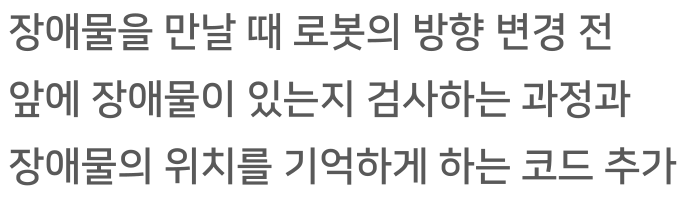 장애물을 만날 때 로봇의 방향 변경 전
앞에 장애물이 있는지 검사하는 과정과
장애물의 위치를 기억하게 하는 코드 추가